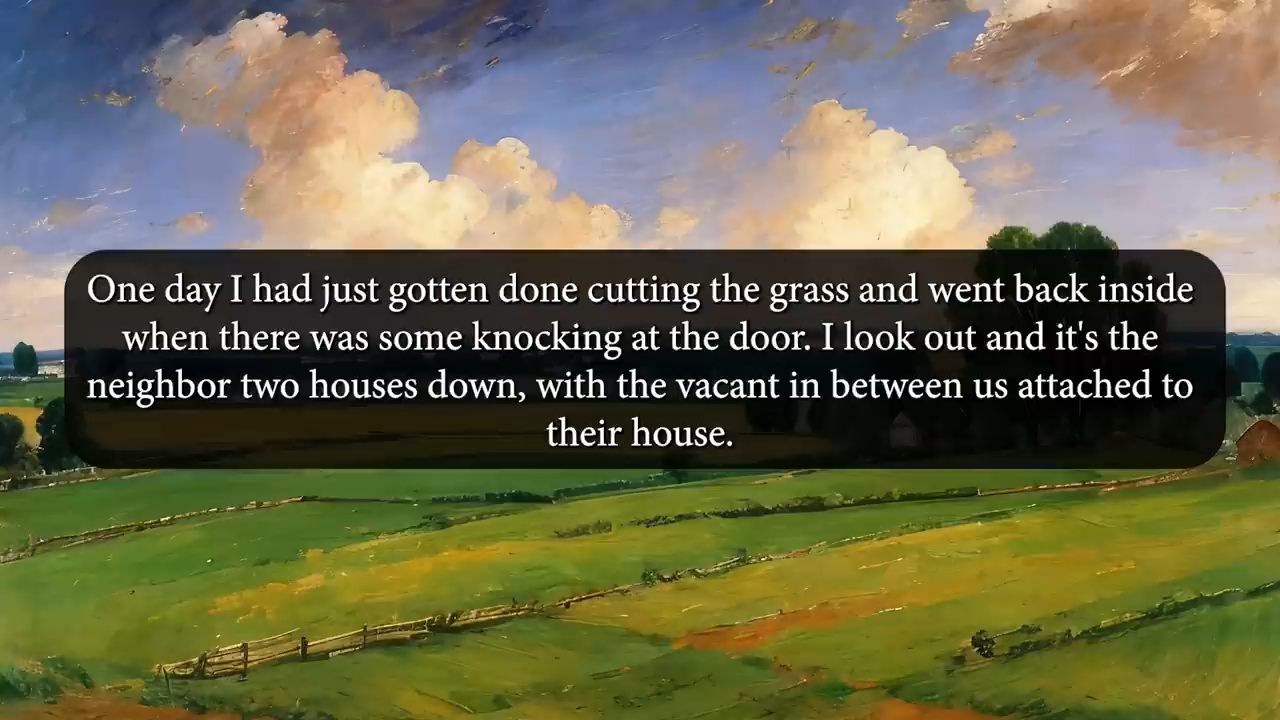 One day I had just gotten done cutting the grass and went back inside
when there was some knocking at the door. I look out and it's the
neighbor two houses down, with the vacant in between us attached to
their house.